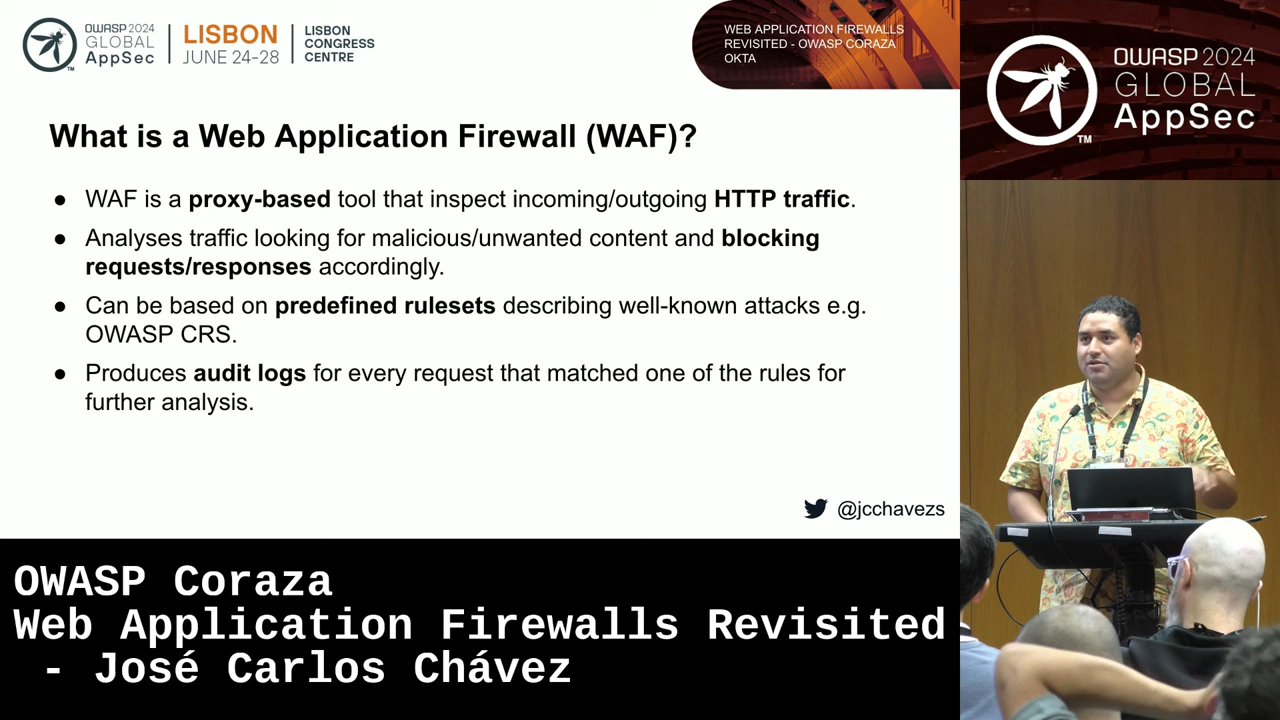 OWASP 2024
GLOBAL
AppSec
TM
LISBON
JUNE 24-28
LISBON
CONGRESS
CENTRE
WEB APPLICATION FIREWALLS
REVISITED - OWASP CORAZA
OKTA
OWASP 2024
GLOBAL
AppSec
TM
What is a Web Application Firewall (WAF)?
● WAF is a proxy-based tool that inspect incoming/outgoing HTTP traffic.
● Analyses traffic looking for malicious/unwanted content and blocking
requests/responses accordingly.
● Can be based on predefined rulesets describing well-known attacks e.g.
OWASP CRS.
● Produces audit logs for every request that matched one of the rules for
further analysis.
@jcchavezs
OWASP Coraza
Web Application Firewalls Revisited
- José Carlos Chávez